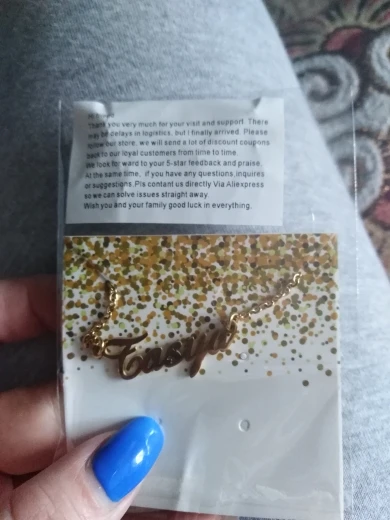 Thank you very much for your visit and support. There
may be delays in logistics, but i finally arrived. Please
follow our store, we will send a lot of discount coupons
back to our loyal customers from time to time.
We look for ward to your 5-star feedback and praise,
At the same time, if you have any questions,inquires
or suggestions.Pls contant us directly Via Aliexpress
so we can solve issues straight away.
Wish you and your family good luck in everything.
Tasya